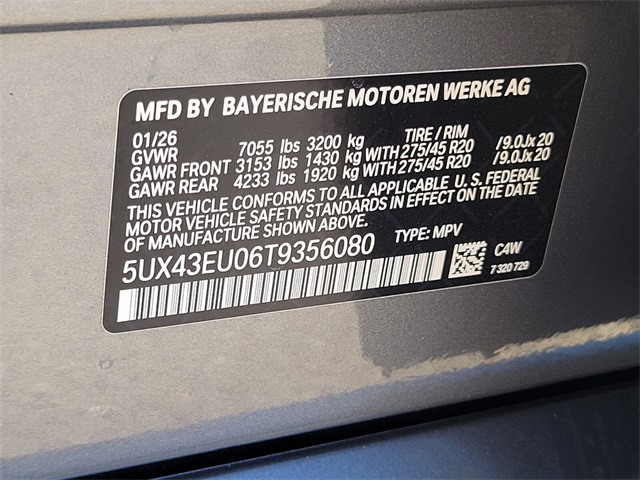 MFD BY BAYERISCHE MOTOREN WERKE AG
01/26 TIRE / RIM
GVWR 7055 lbs 3200 kg
GAWR FRONT 3153 lbs 1430 kg WITH 275/45 R20 / 9.0Jx20
GAWR REAR 4233 lbs 1920 kg WITH 275/45 R20 / 9.0Jx20
THIS VEHICLE CONFORMS TO ALL APPLICABLE U. S. FEDERAL
MOTOR VEHICLE SAFETY STANDARDS IN EFFECT ON THE DATE
OF MANUFACTURE SHOWN ABOVE.
5UX43EU06T9356080 TYPE: MPV
C4W
7 320 729